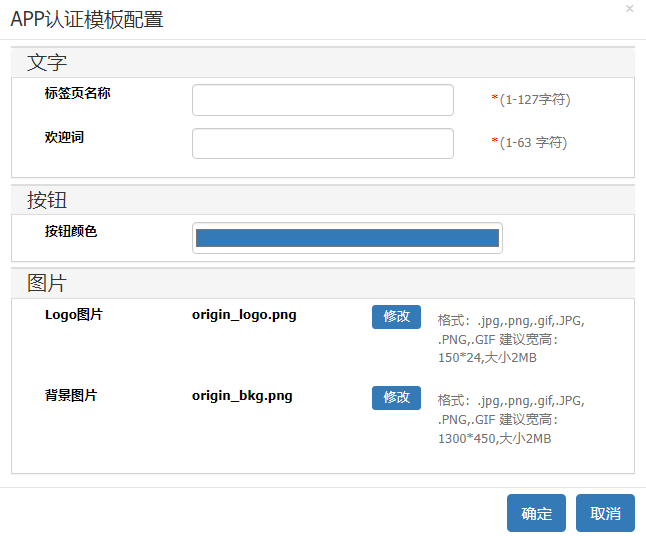 APP认证模板配置
×
文字
标签页名称
*(1-127字符)
欢迎词
*(1-63 字符)
按钮
按钮颜色
图片
Logo图片
origin_logo.png
修改
格式：.jpg,.png,.gif,.JPG,
.PNG,.GIF 建议宽高：
150*24,大小2MB
背景图片
origin_bkg.png
修改
格式：.jpg,.png,.gif,.JPG,
.PNG,.GIF 建议宽高：
1300*450,大小2MB
确定
取消